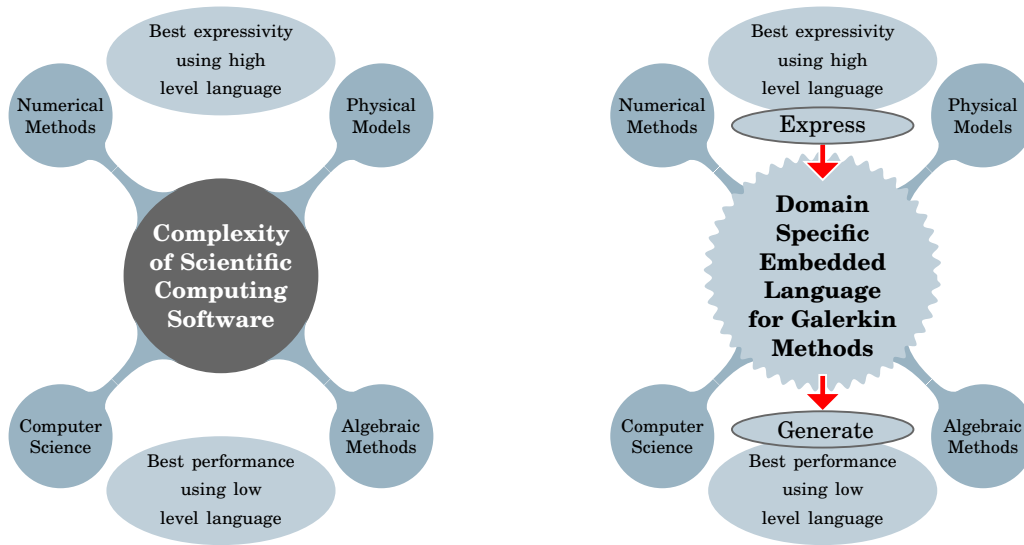 Best expressivity
using high
level language
Numerical
Methods
Physical
Models
Complexity
of Scientific
Computing
Software
Computer
Science
Algebraic
Methods
Best performance
using low
level language
Best expressivity
using high
level language
Numerical
Methods
Express
Physical
Models
Domain
Specific
Embedded
Language
for Galerkin
Methods
Computer
Science
Generate
Algebraic
Methods
Best performance
using low
level language